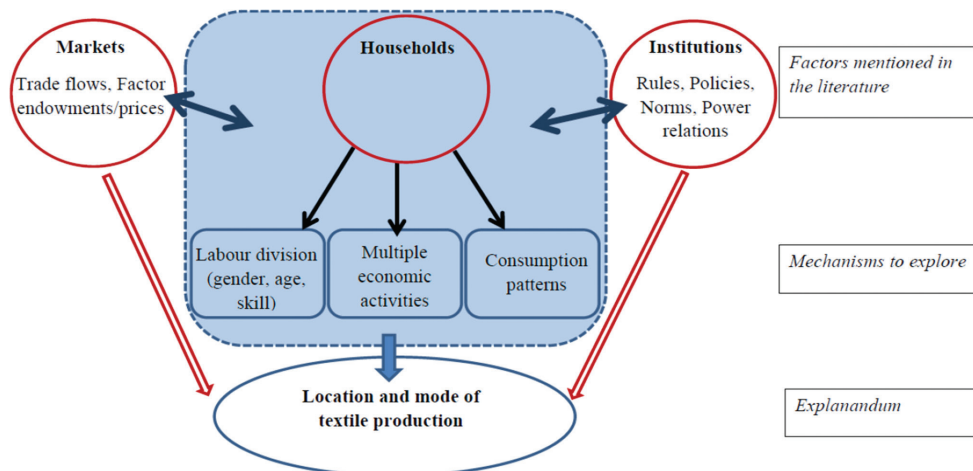 Markets
Trade flows, Factor
endowments/prices
Households
Institutions
Rules, Policies,
Norms, Power
relations
Factors mentioned in
the literature
Labour division
(gender, age,
skill)
Multiple
economic
activities
Consumption
patterns
Mechanisms to explore
Location and mode of
textile production
Explanandum